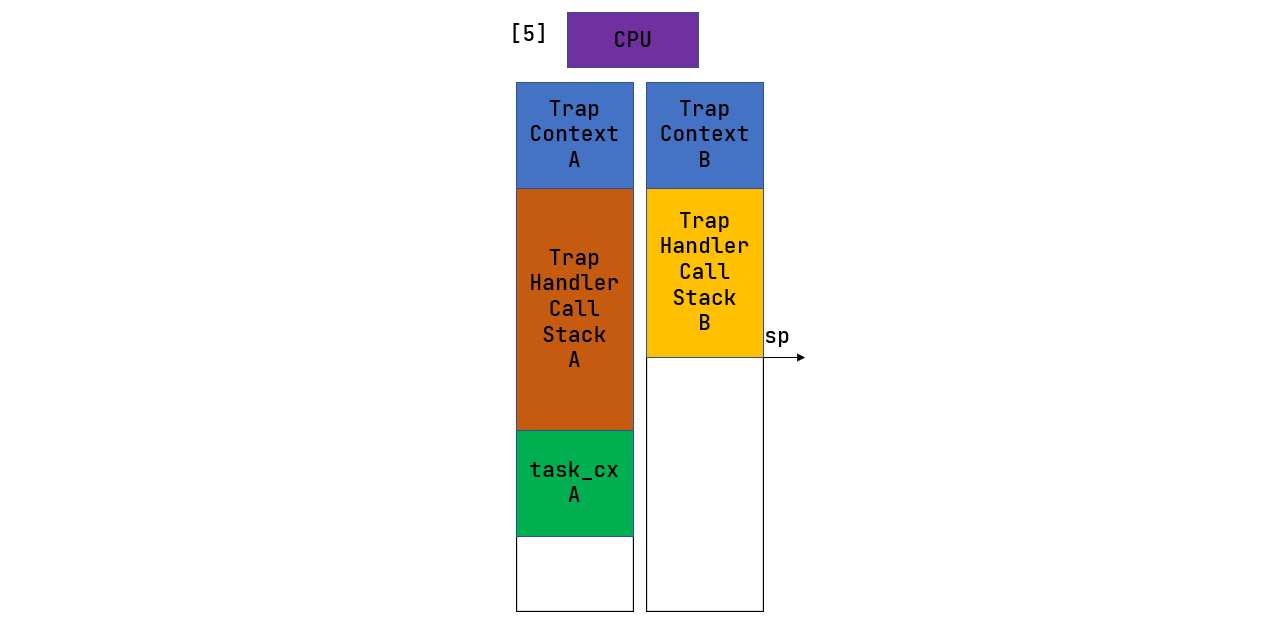 [5]
CPU
Trap
Context
A
Trap
Context
B
Trap
Handler
Call
Stack
A
Trap
Handler
Call
Stack
B
sp
task_cx
A